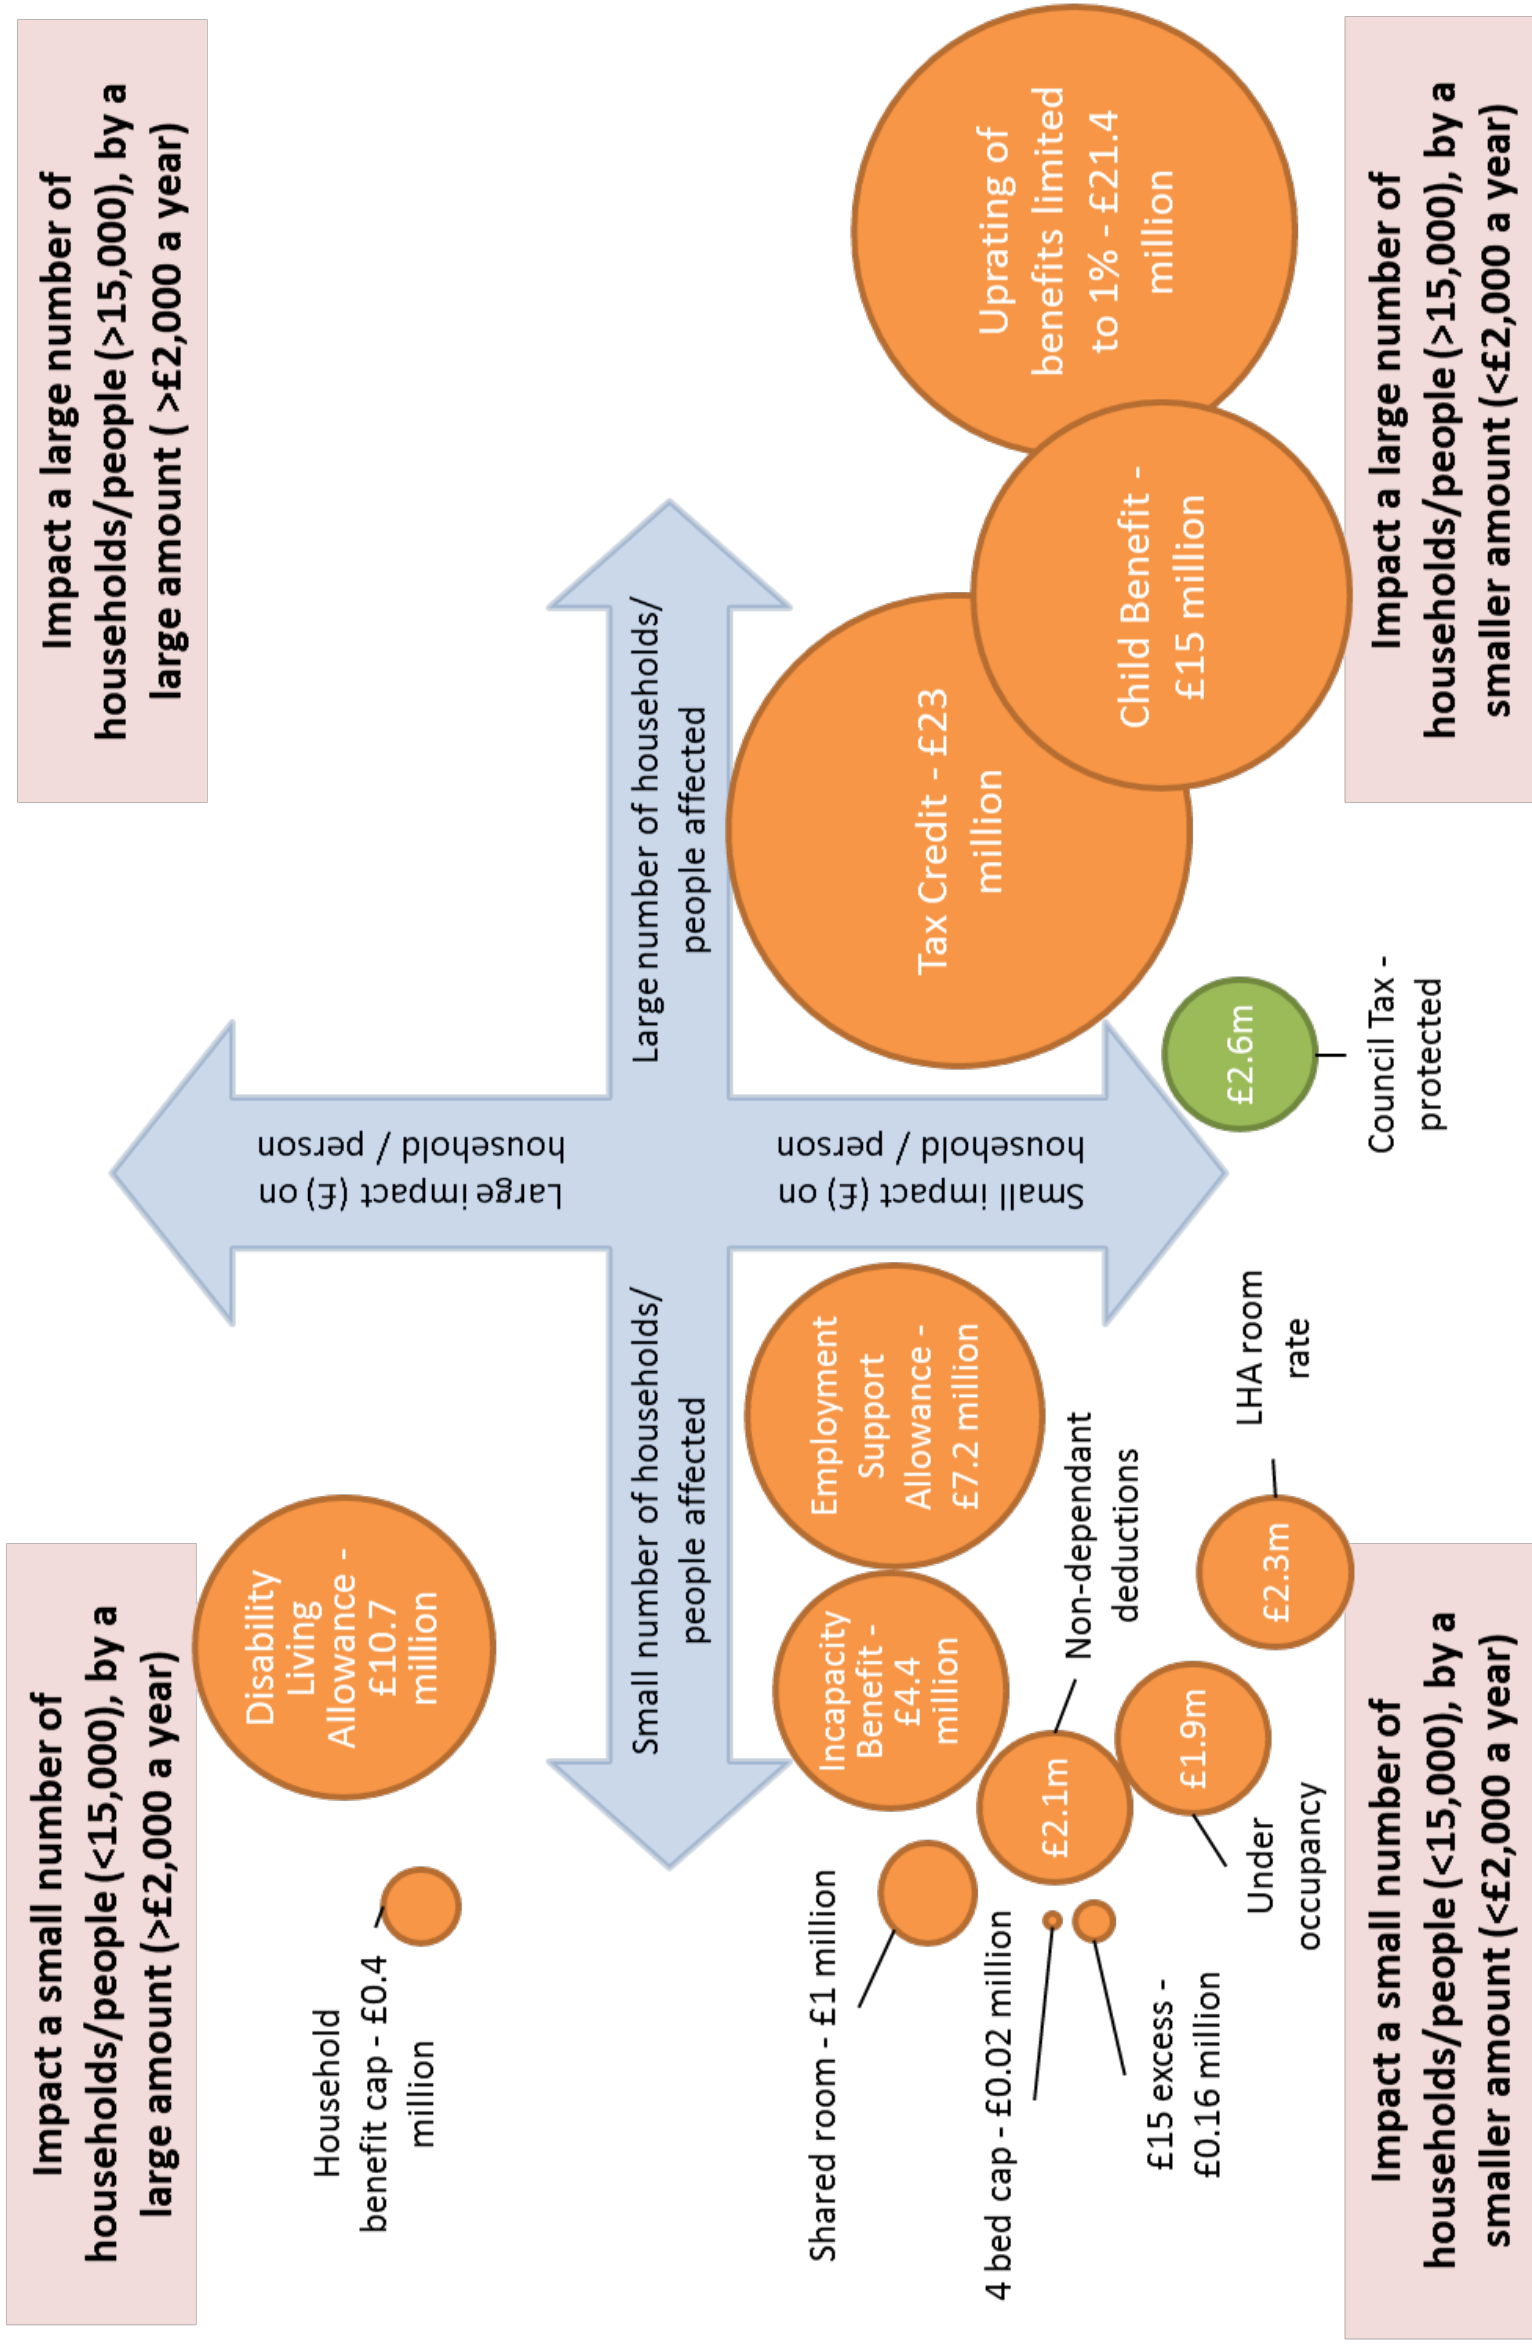 Impact a small number of
households/people (<15,000), by a
large amount (>£2,000 a year)
Impact a large number of
households/people (>15,000), by a
large amount ( >£2,000 a year)
Household
benefit cap - £0.4
million
Disability
Living
Allowance -
£10.7
million
Large impact (£) on
household / person
Small number of households/
people affected
Large number of households/
people affected
Small impact (£) on
household / person
Shared room - £1 million
4 bed cap - £0.02 million
£15 excess -
£0.16 million
Incapacity
Benefit -
£4.4
million
Employment
Support
Allowance -
£7.2 million
£2.1m
Non-dependant
deductions
£1.9m
Under
occupancy
£2.3m
LHA room
rate
Tax Credit - £23
million
Child Benefit -
£15 million
Uprating of
benefits limited
to 1% - £21.4
million
£2.6m
Council Tax -
protected
Impact a small number of
households/people (<15,000), by a
smaller amount (<£2,000 a year)
Impact a large number of
households/people (>15,000), by a
smaller amount (<£2,000 a year)